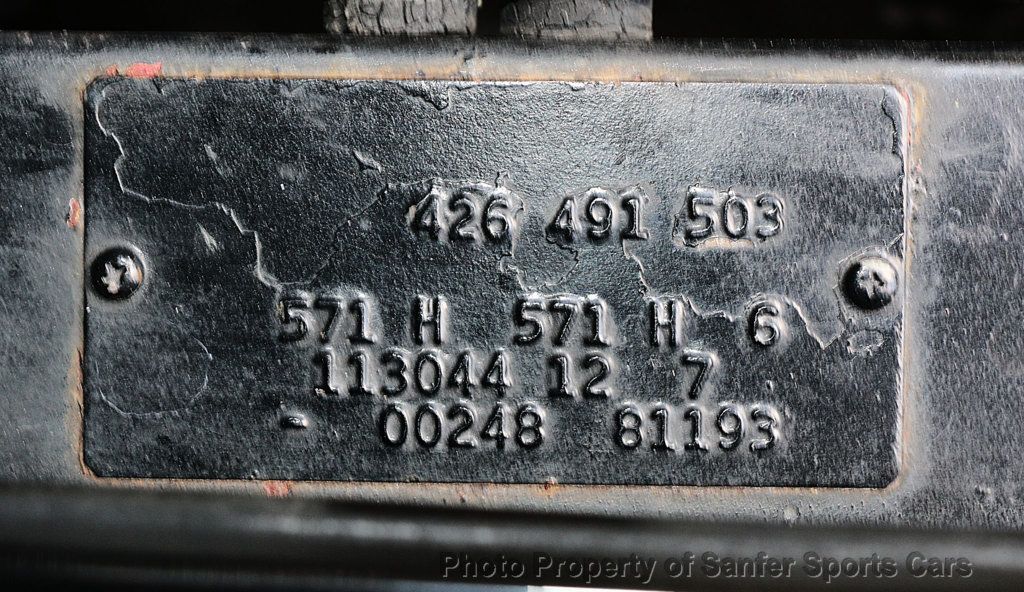 426 491 503
571 H 571 H 6
113044 12 7
- 00248 81193
Photo Property of Sanfer Sports Cars